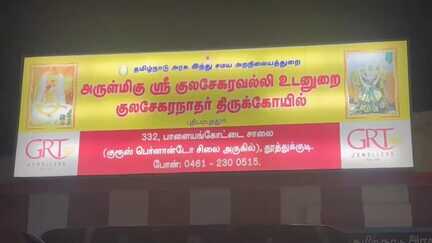 தமிழ்நாடு அரசு இந்து சமய அறநிலையத்துறை
அருள்மிகு ஸ்ரீ குலசேகரவல்லி உடனுறை
குலசேகரநாதர் திருக்கோயில்
332, பாளையங்கோட்டை சாலை
(குரூஸ் பெர்னான்டோ சிலை அருகில்), தூத்துக்குடி.
போன்: 0461 - 230 0515.
GRT
JEWELLERS
GRT
JEWELLERS